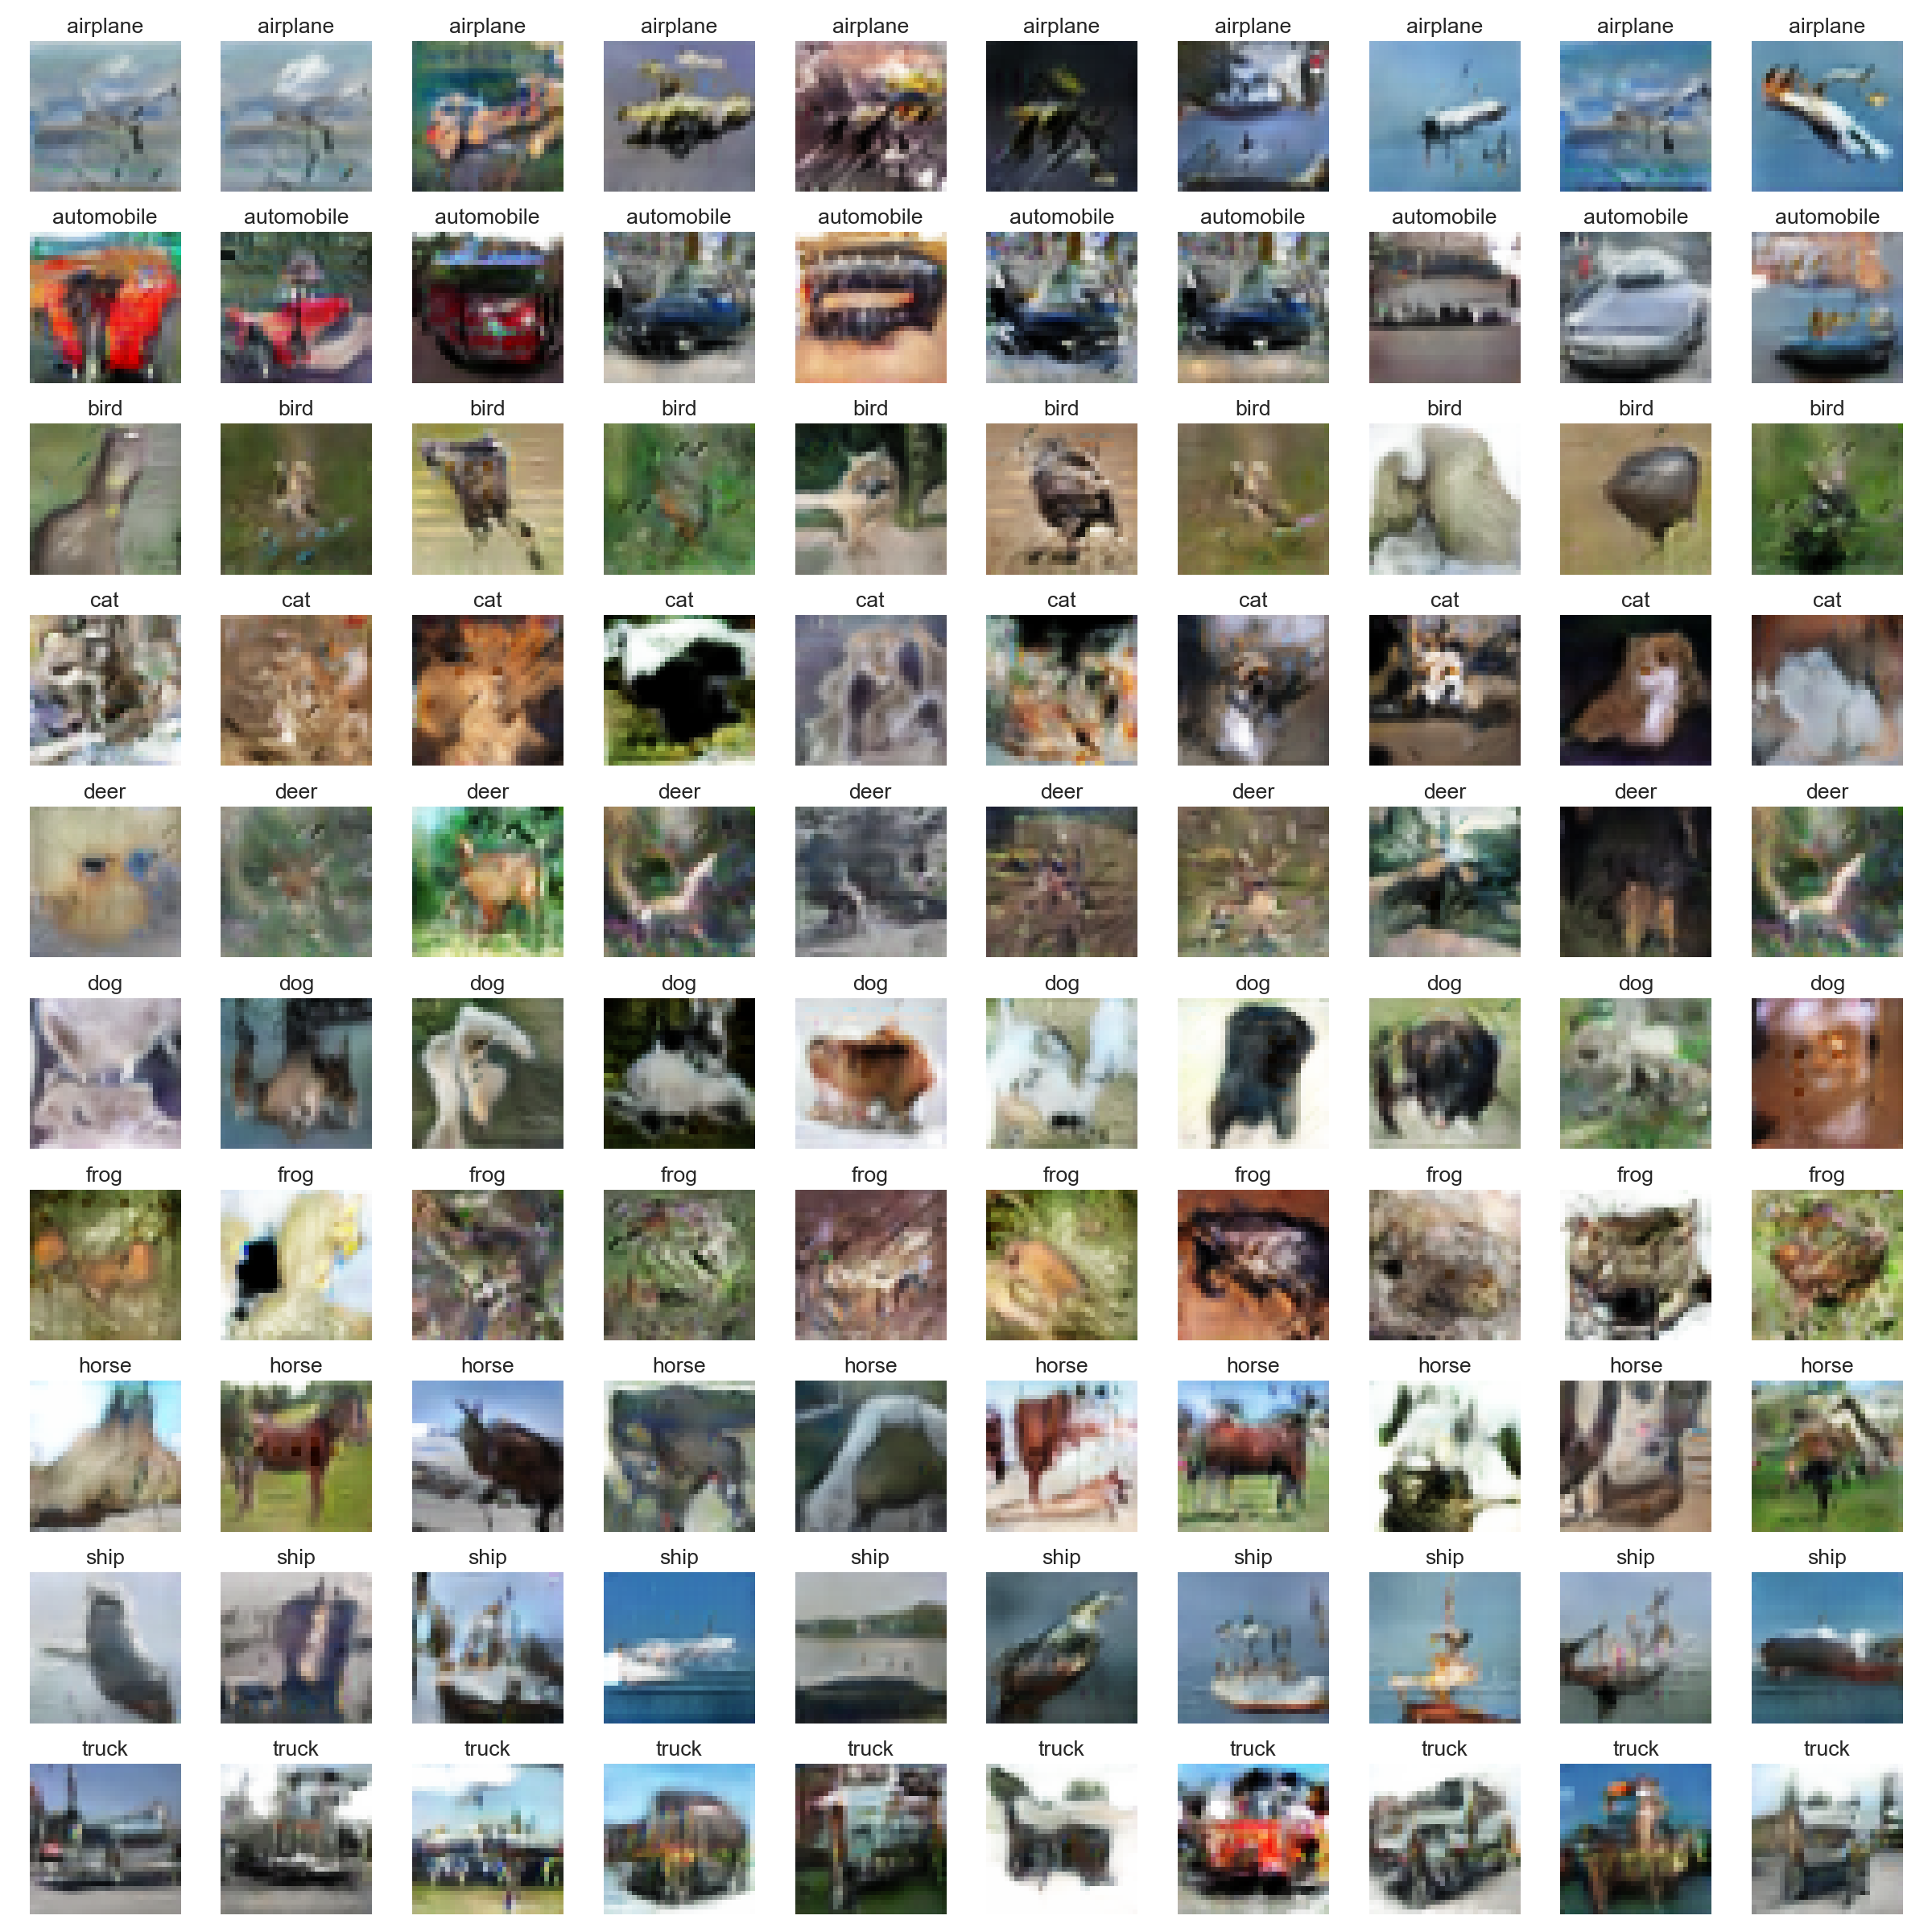 airplane airplane airplane airplane airplane airplane airplane airplane airplane airplane
automobile automobile automobile automobile automobile automobile automobile automobile automobile automobile
bird bird bird bird bird bird bird bird bird bird
cat cat cat cat cat cat cat cat cat cat
deer deer deer deer deer deer deer deer deer deer
dog dog dog dog dog dog dog dog dog dog
frog frog frog frog frog frog frog frog frog frog
horse horse horse horse horse horse horse horse horse horse
ship ship ship ship ship ship ship ship ship ship
truck truck truck truck truck truck truck truck truck truck